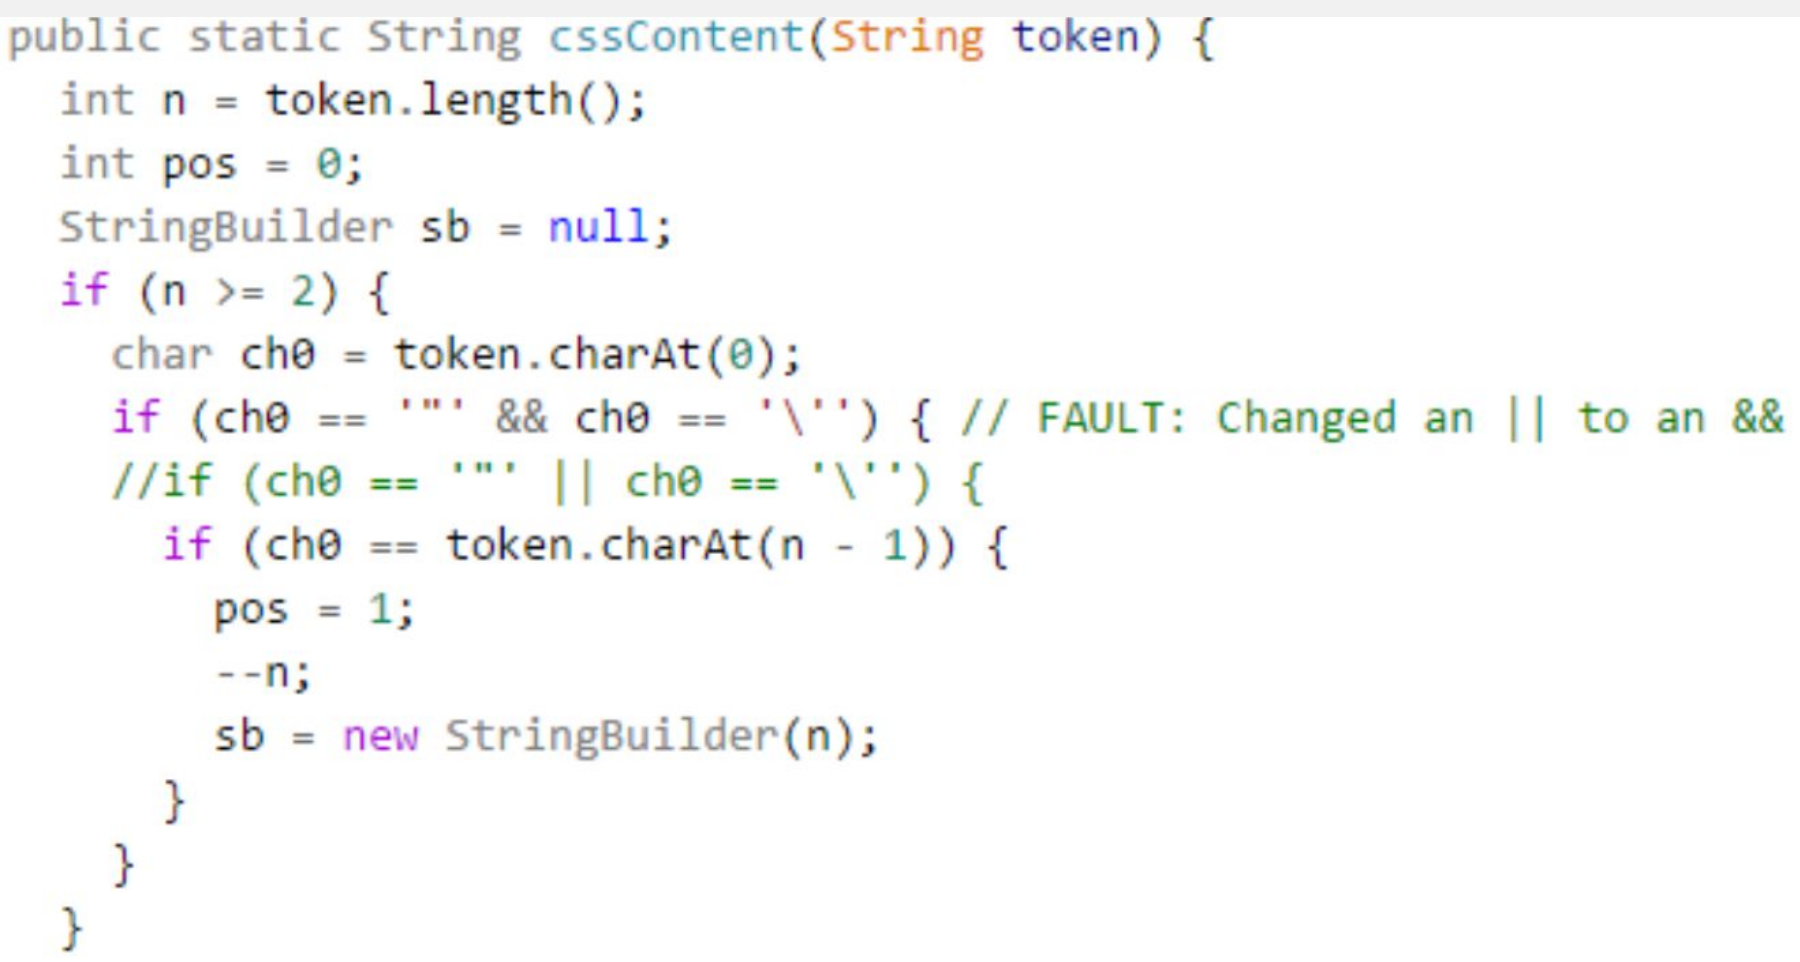 public static String cssContent(String token) {
  int n = token.length();
  int pos = 0;
  StringBuilder sb = null;
  if (n >= 2) {
    char ch0 = token.charAt(0);
    if (ch0 == '"' && ch0 == '\'') { // FAULT: Changed an || to an &&
    //if (ch0 == '"' || ch0 == '\'') {
      if (ch0 == token.charAt(n - 1)) {
        pos = 1;
        --n;
        sb = new StringBuilder(n);
      }
    }
  }